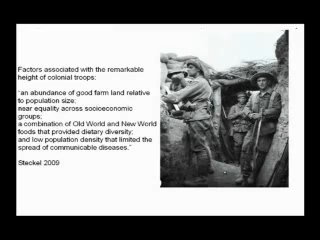 Factors associated with the remarkable
height of colonial troops:
"an abundance of good farm land relative
to population size;
near equality across socioeconomic
groups;
a combination of Old World and New World
foods that provided dietary diversity;
and low population density that limited the
spread of communicable diseases."
Steckel 2009